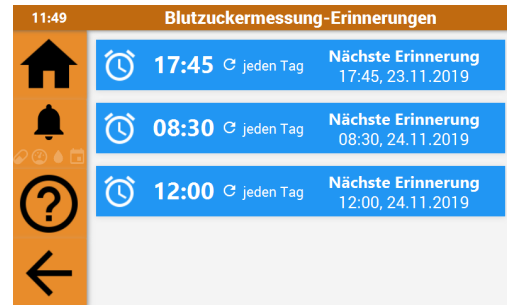 11:49
Blutzuckermessung-Erinnerungen
17:45 jeden Tag
Nächste Erinnerung
17:45, 23.11.2019
08:30 jeden Tag
Nächste Erinnerung
08:30, 24.11.2019
12:00 jeden Tag
Nächste Erinnerung
12:00, 24.11.2019